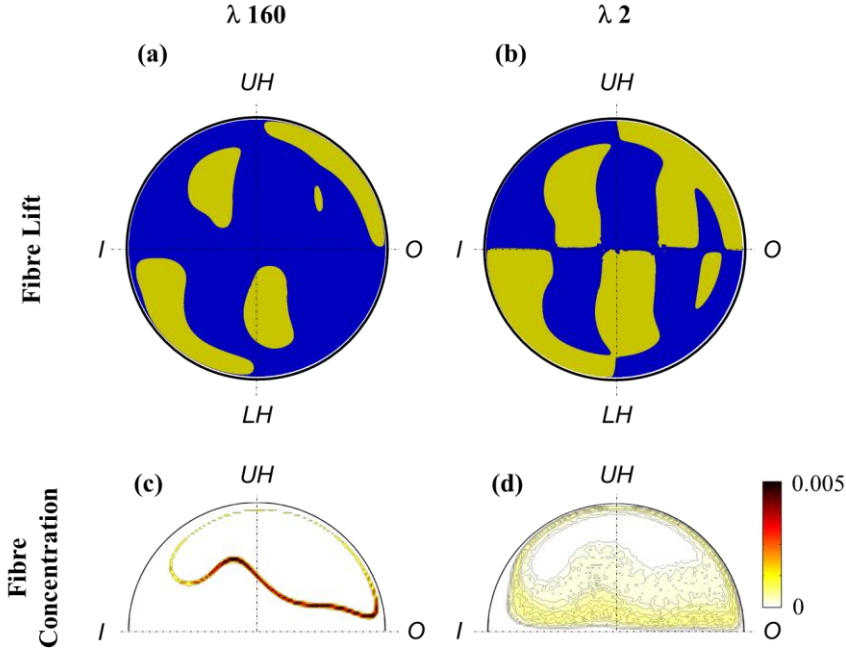 λ 160
λ 2
(a)
(b)
UH
UH
Fibre Lift
I
O
I
O
LH
LH
Fibre
Concentration
(c)
UH
(d)
UH
0.005
0
I
O
I
O